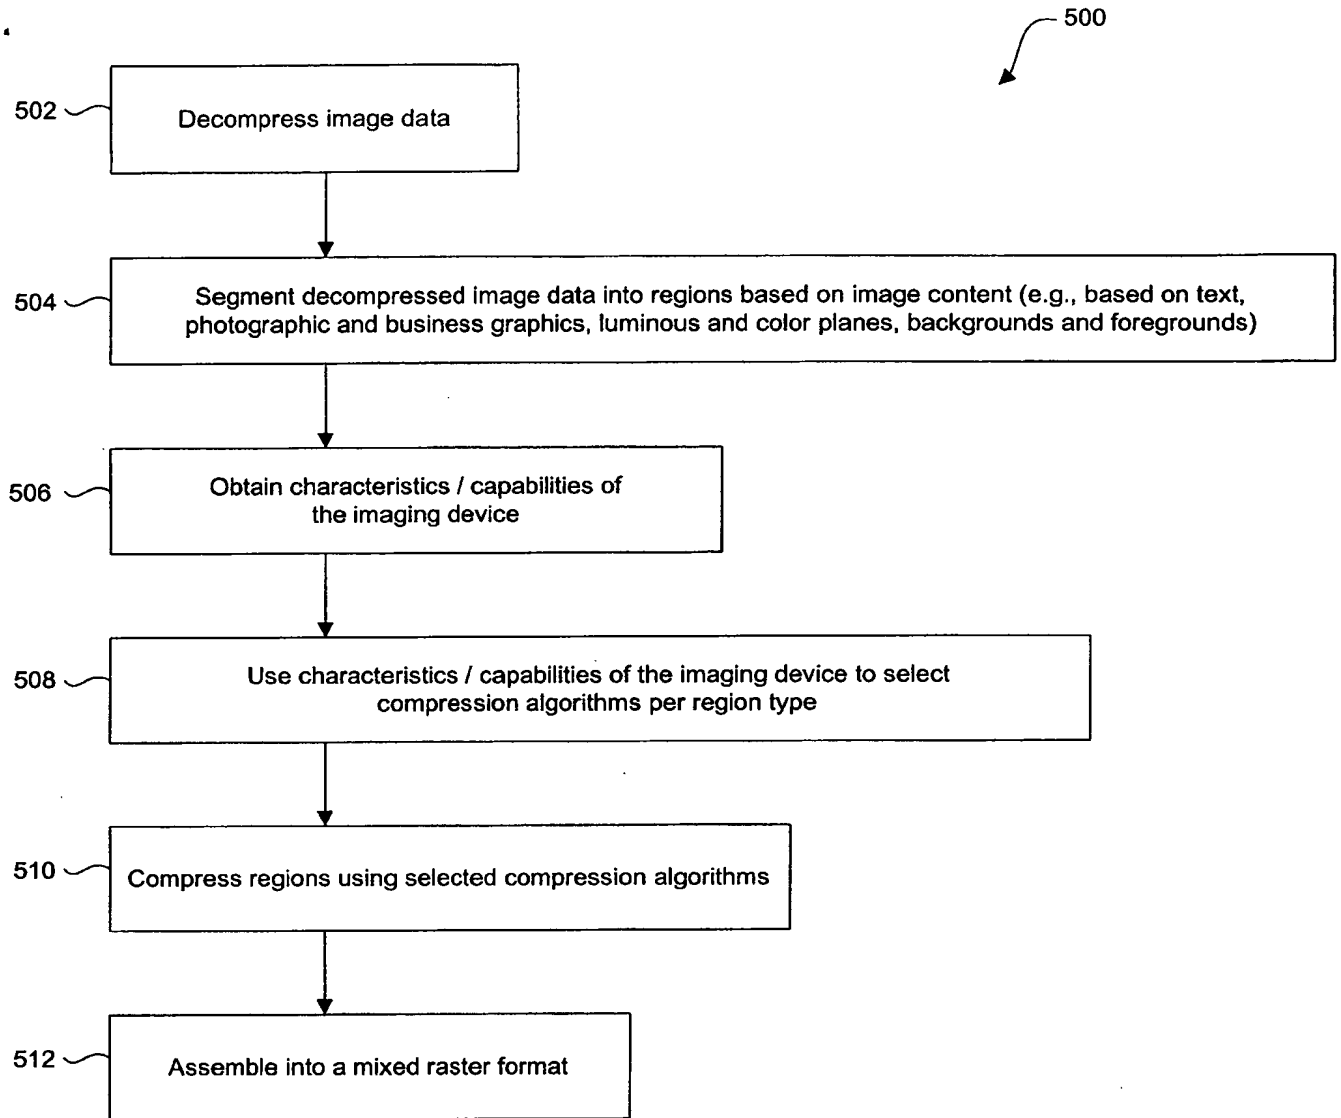 500
502
Decompress image data
504
Segment decompressed image data into regions based on image content (e.g., based on text,
photographic and business graphics, luminous and color planes, backgrounds and foregrounds)
506
Obtain characteristics / capabilities of
the imaging device
508
Use characteristics / capabilities of the imaging device to select
compression algorithms per region type
510
Compress regions using selected compression algorithms
512
Assemble into a mixed raster format